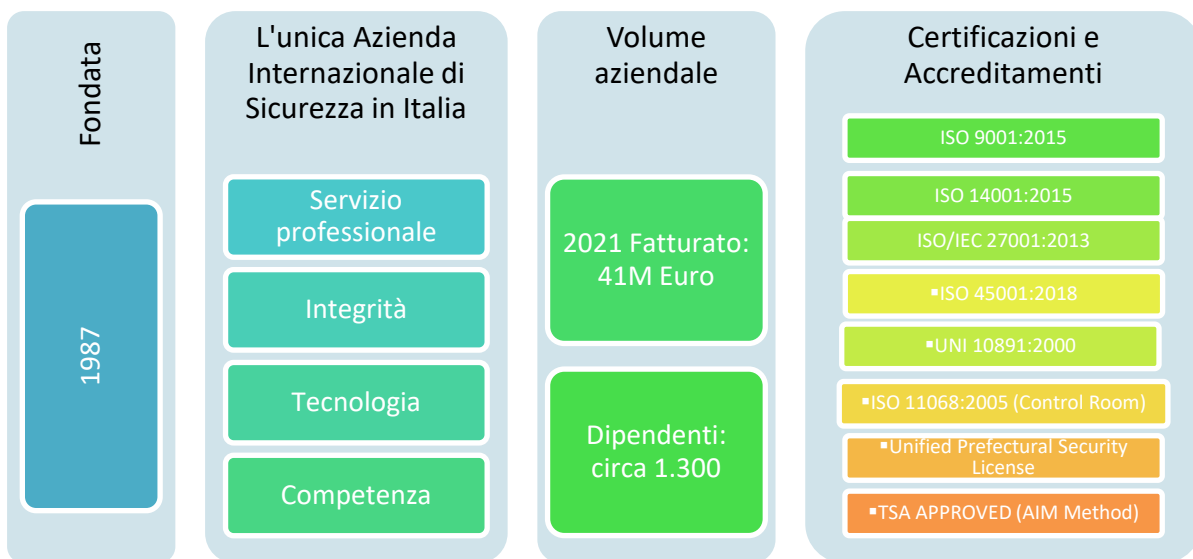 Fondata
1987
L'unica Azienda
Internazionale di
Sicurezza in Italia
Servizio
professionale
Integrità
Tecnologia
Competenza
Volume
aziendale
2021 Fatturato:
41M Euro
Dipendenti:
circa 1.300
Certificazioni e
Accreditamenti
ISO 9001:2015
ISO 14001:2015
ISO/IEC 27001:2013
▪ISO 45001:2018
▪UNI 10891:2000
▪ISO 11068:2005 (Control Room)
▪Unified Prefectural Security
License
▪TSA APPROVED (AIM Method)